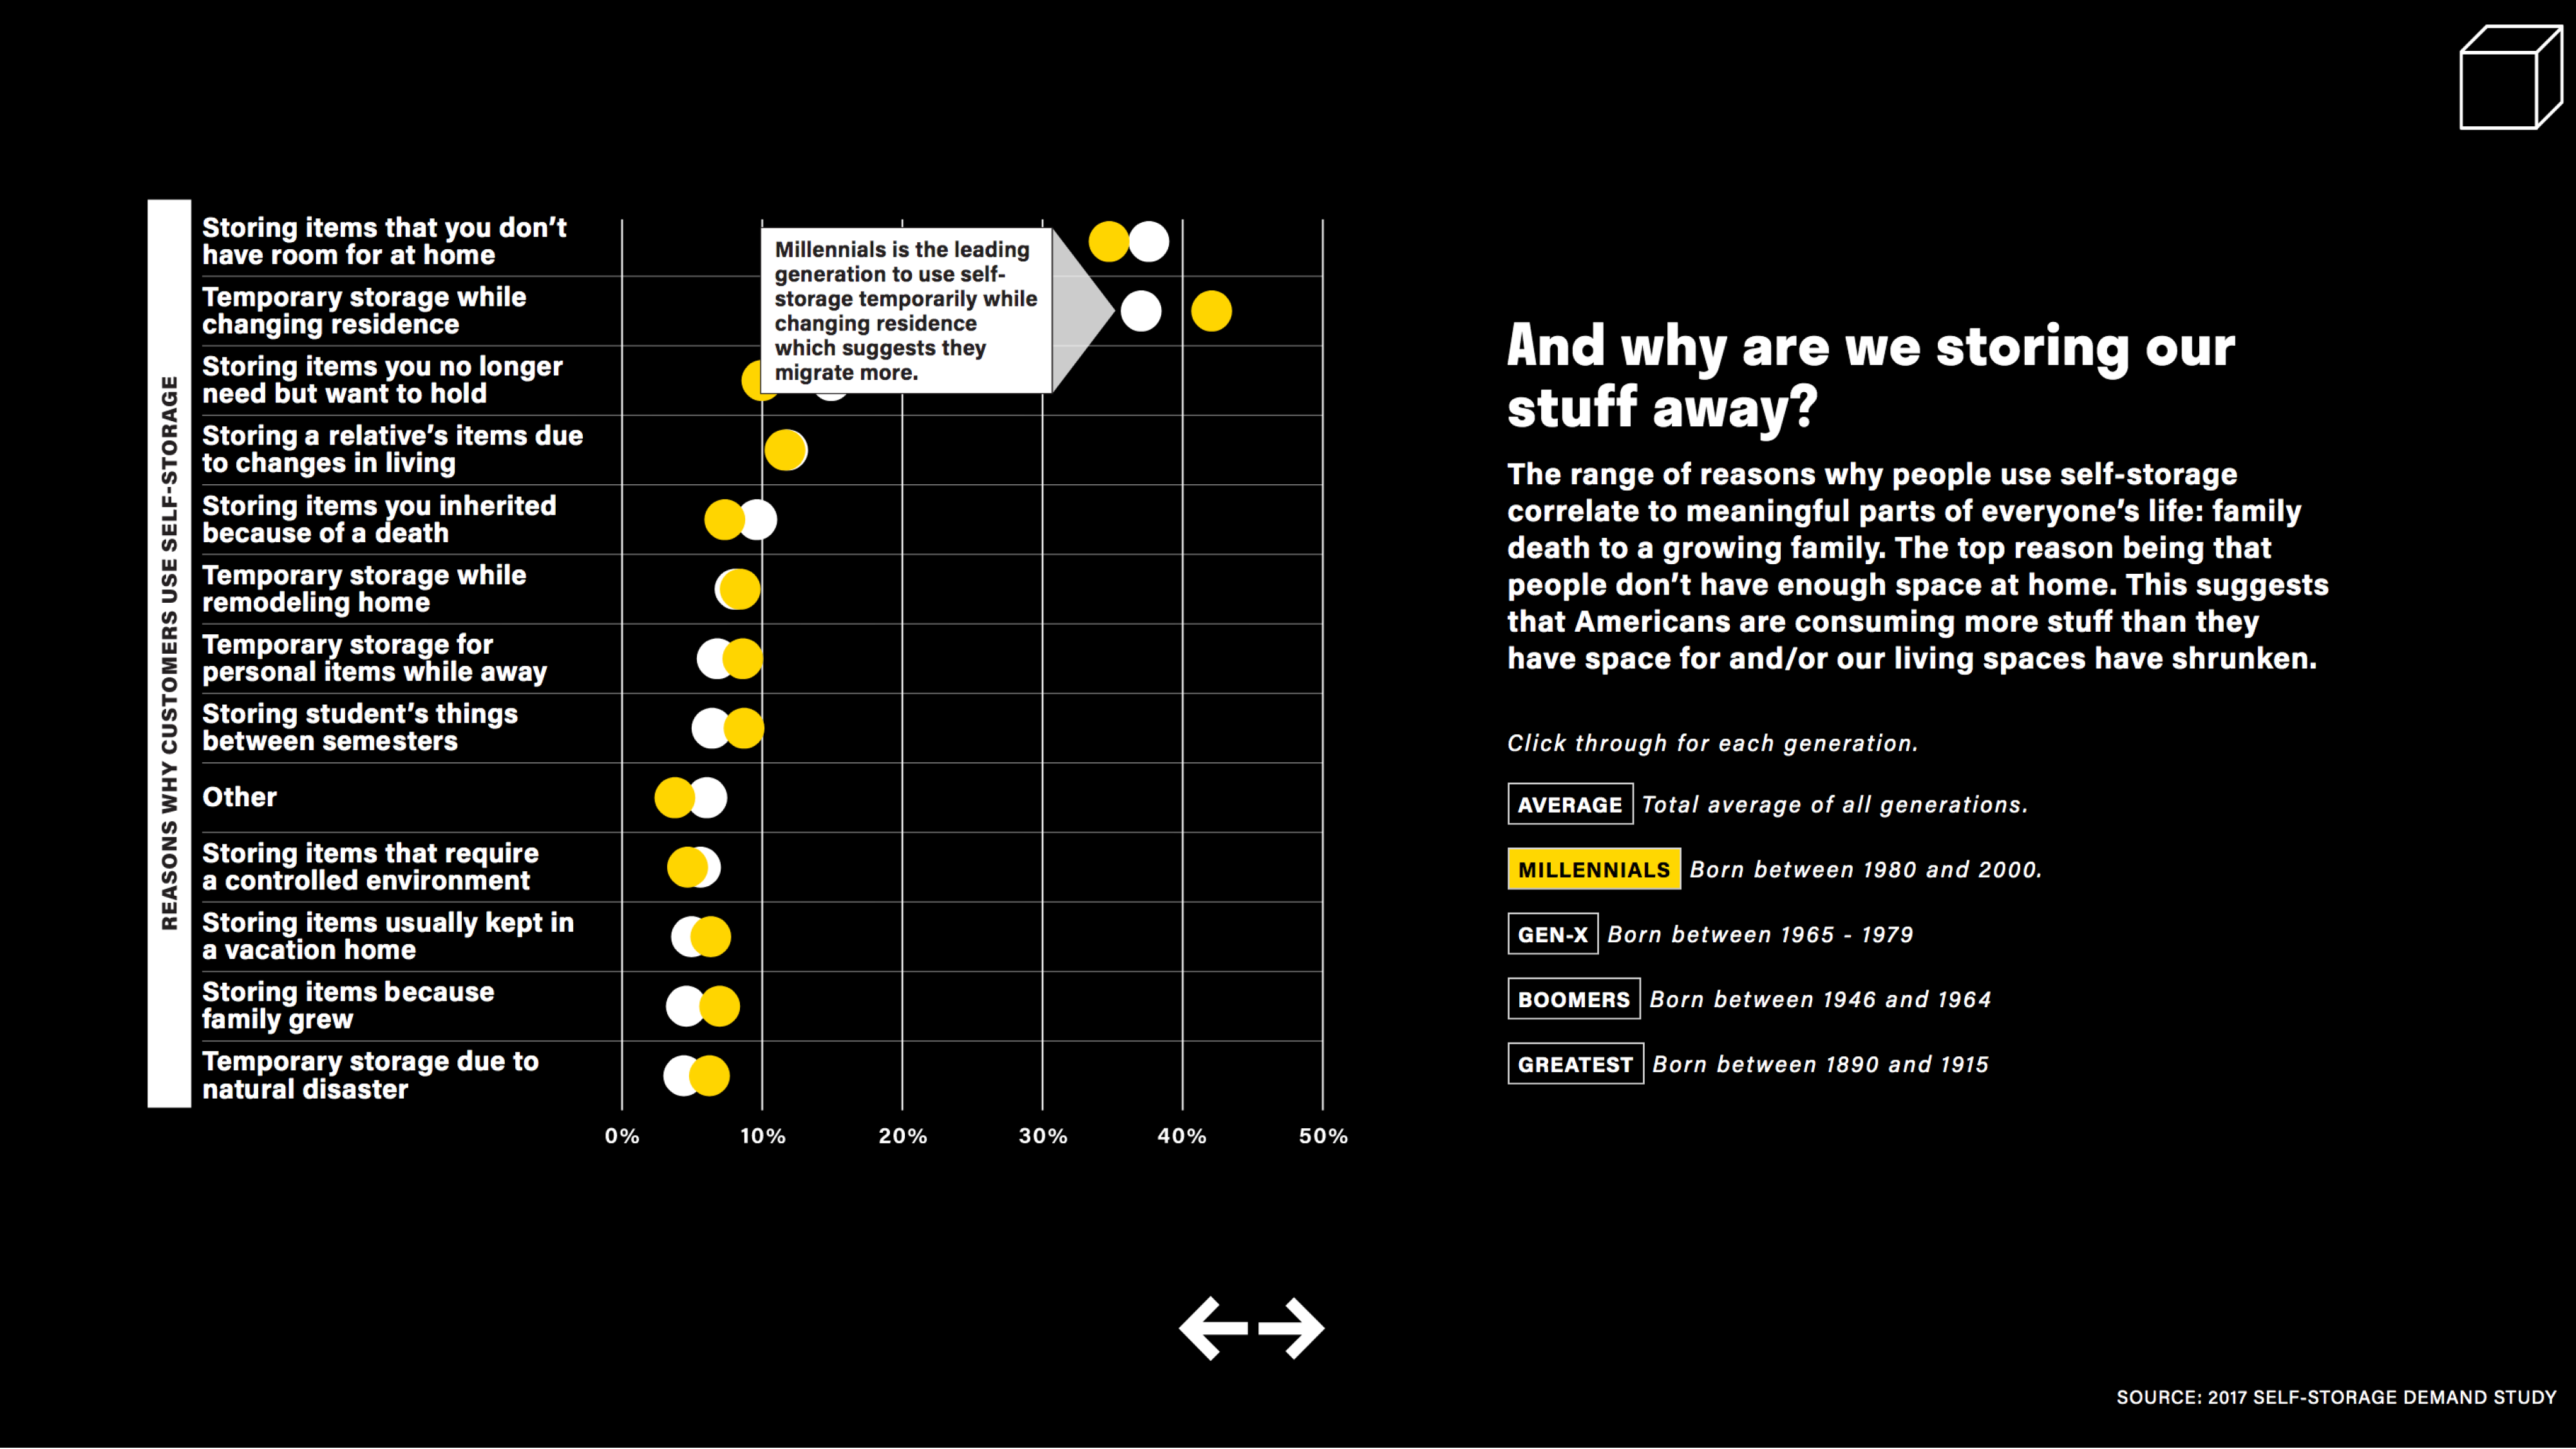 REASONS WHY CUSTOMERS USE SELF-STORAGE
Storing items that you don’t
have room for at home
Temporary storage while
changing residence
Storing items you no longer
need but want to hold
Storing a relative’s items due
to changes in living
Storing items you inherited
because of a death
Temporary storage while
remodeling home
Temporary storage for
personal items while away
Storing student’s things
between semesters
Other
Storing items that require
a controlled environment
Storing items usually kept in
a vacation home
Storing items because
family grew
Temporary storage due to
natural disaster
Millennials is the leading
generation to use self-
storage temporarily while
changing residence
which suggests they
migrate more.
0% 10% 20% 30% 40% 50%
And why are we storing our
stuff away?
The range of reasons why people use self-storage
correlate to meaningful parts of everyone’s life: family
death to a growing family. The top reason being that
people don’t have enough space at home. This suggests
that Americans are consuming more stuff than they
have space for and/or our living spaces have shrunken.
Click through for each generation.
AVERAGE Total average of all generations.
MILLENNIALS Born between 1980 and 2000.
GEN-X Born between 1965 - 1979
BOOMERS Born between 1946 and 1964
GREATEST Born between 1890 and 1915
SOURCE: 2017 SELF-STORAGE DEMAND STUDY